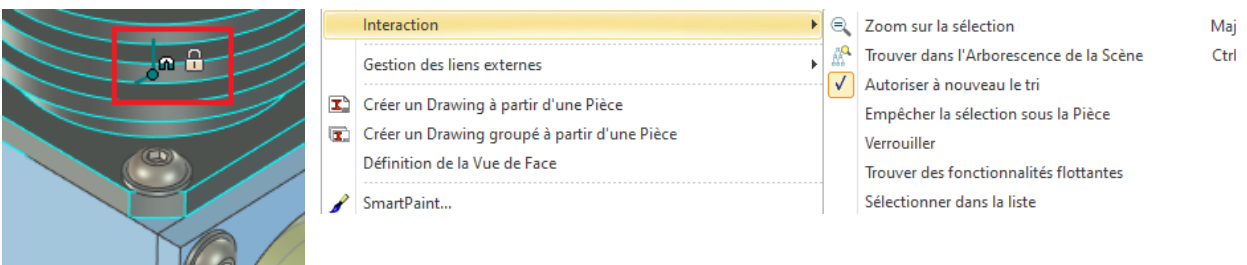 Interaction
Gestion des liens externes
Créer un Drawing à partir d'une Pièce
Créer un Drawing groupé à partir d'une Pièce
Définition de la Vue de Face
SmartPaint...
Zoom sur la sélection Maj
Trouver dans l'Arborescence de la Scène Ctrl
Autoriser à nouveau le tri
Empêcher la sélection sous la Pièce
Verrouiller
Trouver des fonctionnalités flottantes
Sélectionner dans la liste